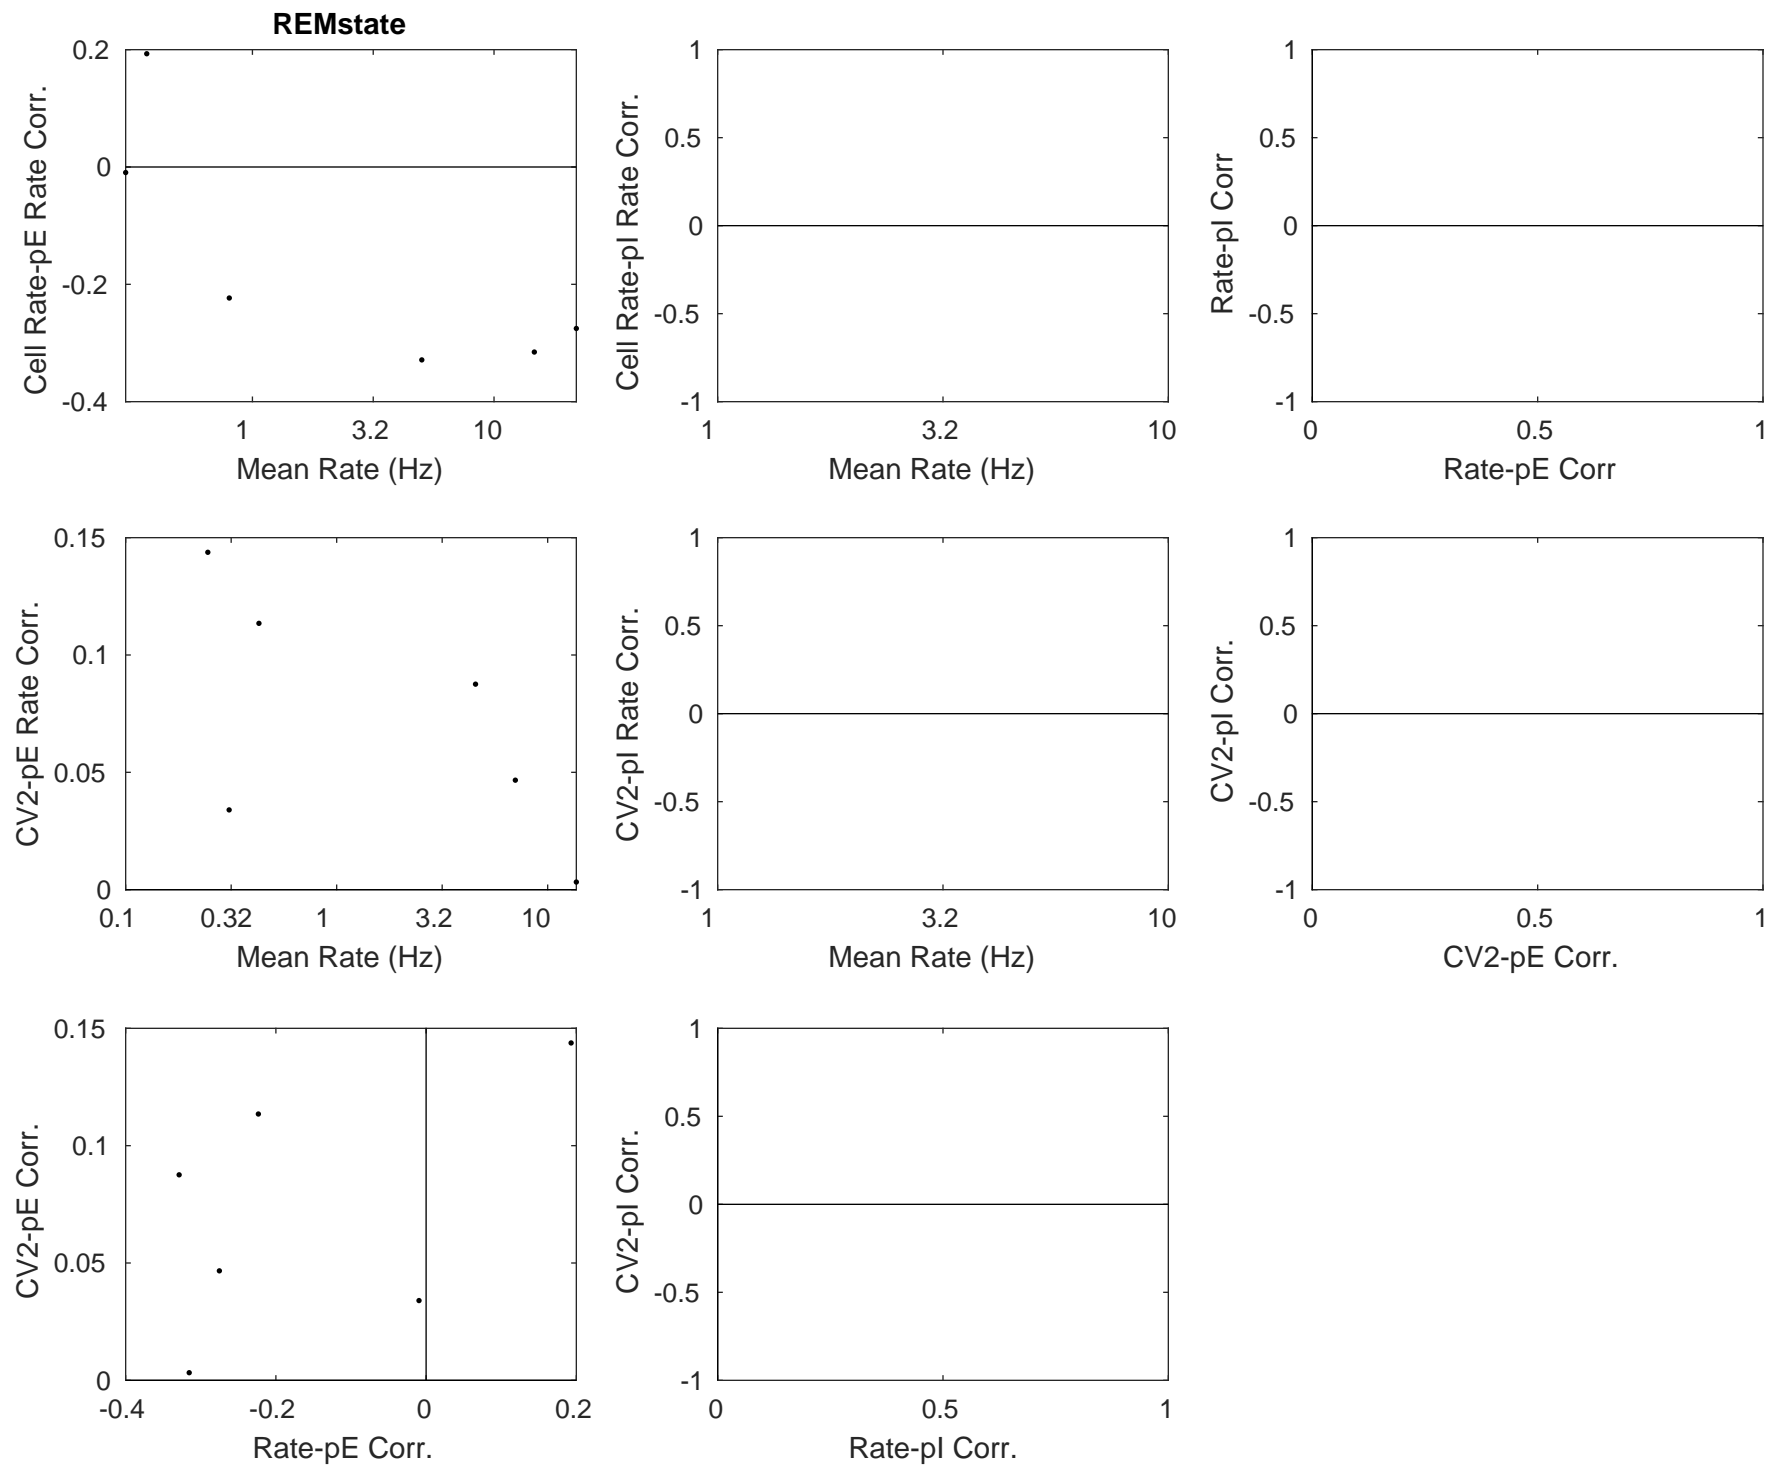 REMstate
0.2
0
-0.2
-0.4
Cell Rate-pE Rate Corr.
1 3.2 10
Mean Rate (Hz)
1
0.5
0
-0.5
-1
Cell Rate-pI Rate Corr.
1 3.2 10
Mean Rate (Hz)
1
0.5
0
-0.5
-1
Rate-pI Corr
0 0.5 1
Rate-pE Corr
0.15
0.1
0.05
0
CV2-pE Rate Corr.
0.1 0.32 1 3.2 10
Mean Rate (Hz)
1
0.5
0
-0.5
-1
CV2-pI Rate Corr.
1 3.2 10
Mean Rate (Hz)
1
0.5
0
-0.5
-1
CV2-pI Corr.
0 0.5 1
CV2-pE Corr.
0.15
0.1
0.05
0
CV2-pE Corr.
-0.4 -0.2 0 0.2
Rate-pE Corr.
1
0.5
0
-0.5
-1
CV2-pI Corr.
0 0.5 1
Rate-pI Corr.